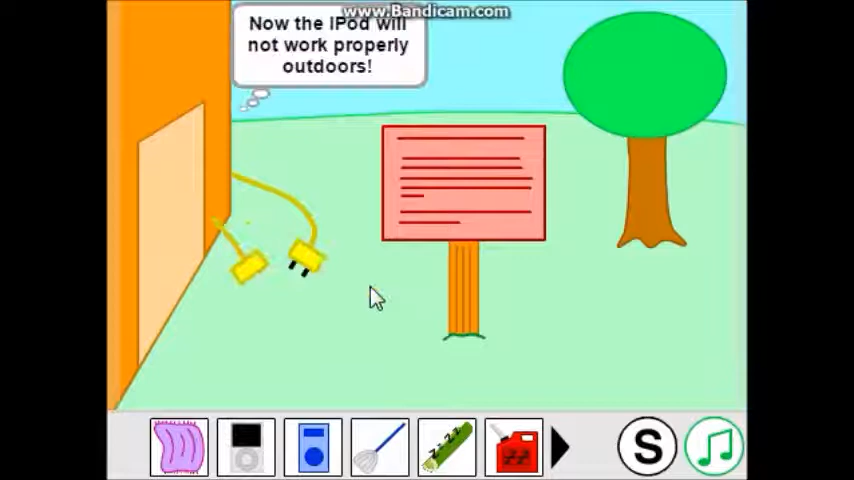 www.Bandicam.com
Now the IPod will
not work properly
outdoors!
Z-Z-Z
S